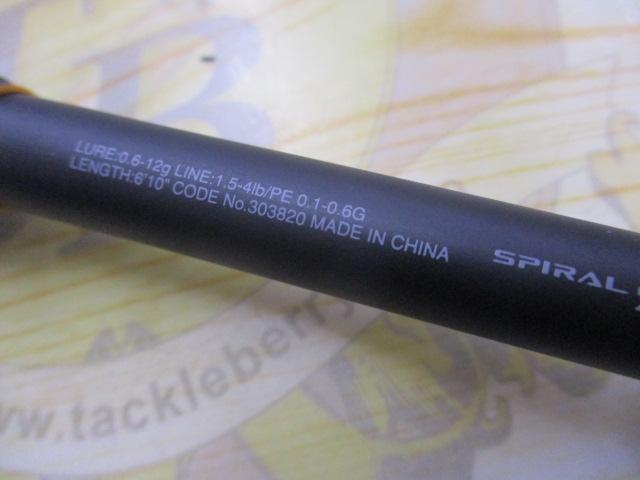 LURE:0.6-12g LINE:1.5-4lb/PE 0.1-0.6G
LENGTH:6'10" CODE No.303820 MADE IN CHINA
SPIRAL
www.tackleberry